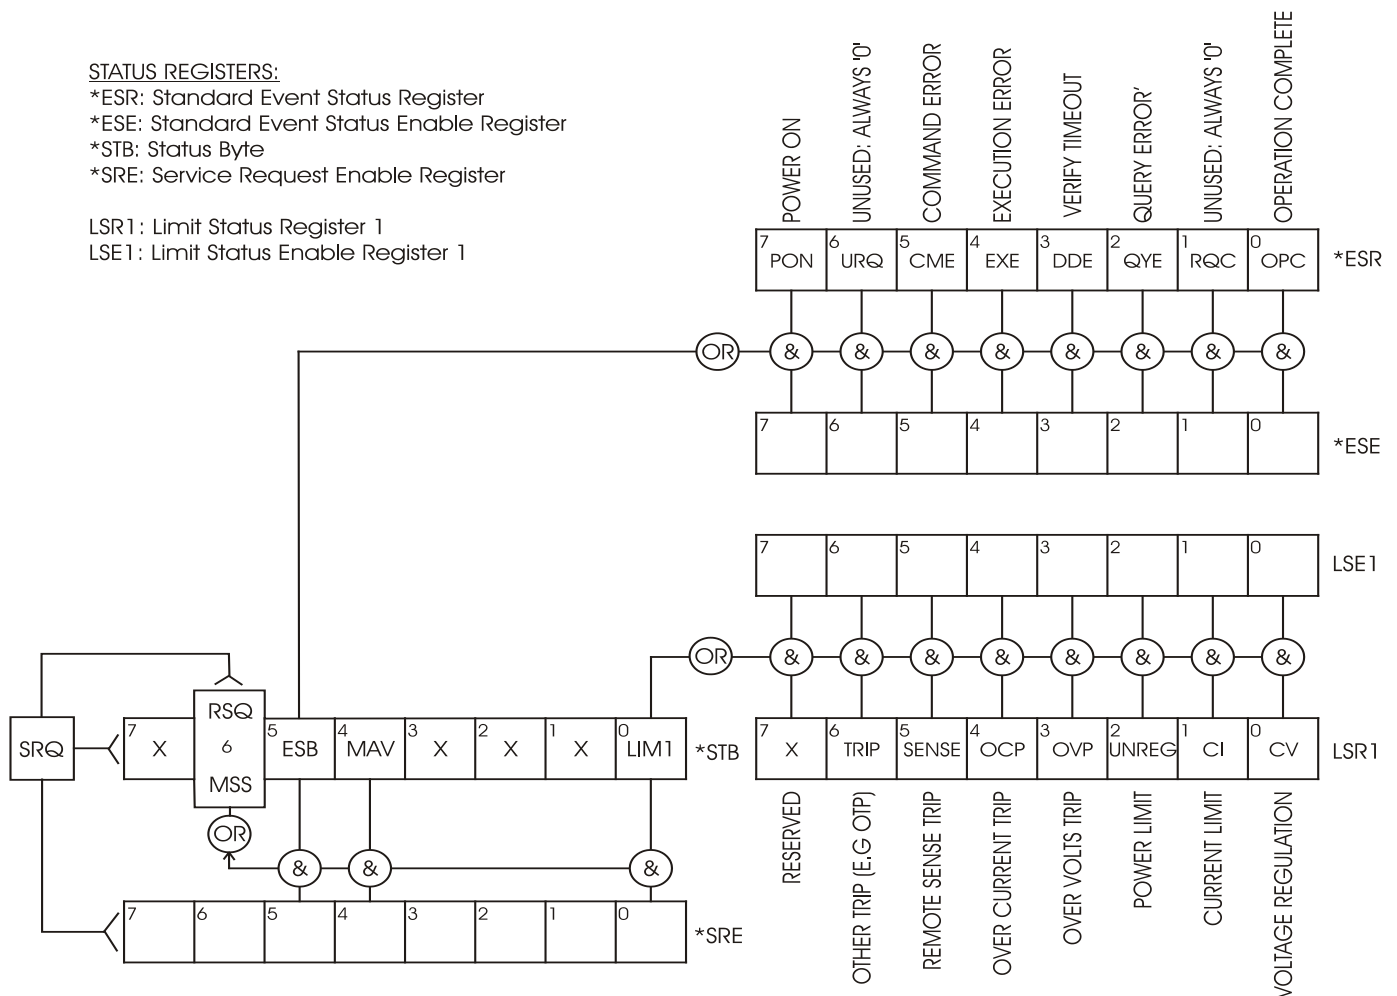 STATUS REGISTERS:
*ESR: Standard Event Status Register
*ESE: Standard Event Status Enable Register
*STB: Status Byte
*SRE: Service Request Enable Register
LSR1: Limit Status Register 1
LSE1: Limit Status Enable Register 1
POWER ON
UNUSED: ALWAYS '0'
COMMAND ERROR
EXECUTION ERROR
VERIFY TIMEOUT
QUERY ERROR'
UNUSED: ALWAYS '0'
OPERATION COMPLETE
7 6 5 4 3 2 1 0
PON URQ CME EXE DDE QYE RQC OPC *ESR
OR & & & & & & & &
7 6 5 4 3 2 1 0 *ESE
7 6 5 4 3 2 1 0 LSE1
OR & & & & & & & &
7 6 5 4 3 2 1 0
X TRIP SENSE OCP OVP UNREG CI CV LSR1
RESERVED
OTHER TRIP (E.G OTP)
REMOTE SENSE TRIP
OVER CURRENT TRIP
OVER VOLTS TRIP
POWER LIMIT
CURRENT LIMIT
VOLTAGE REGULATION
SRQ
RSQ
7 6 5 4 3 2 1 0
X ESB MAV X X X LIM1 *STB
MSS
OR
& & &
7 6 5 4 3 2 1 0 *SRE